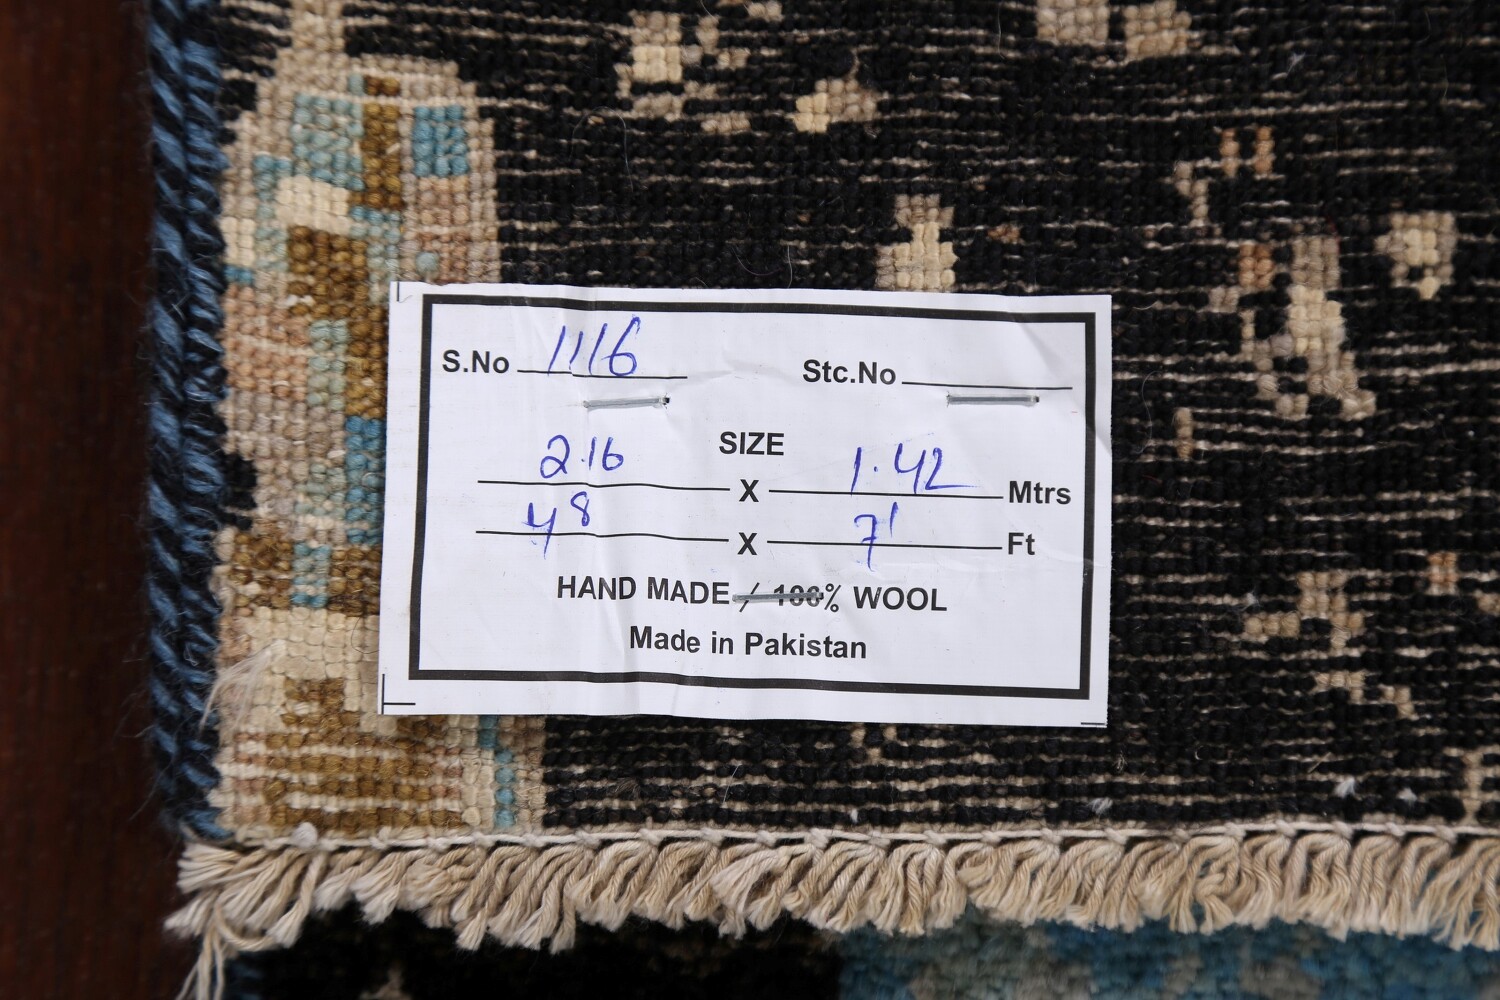 S.No 1116 Stc.No
SIZE
2.16 X 1.42 Mtrs
4 8 X 7' Ft
HAND MADE / 100% WOOL
Made in Pakistan